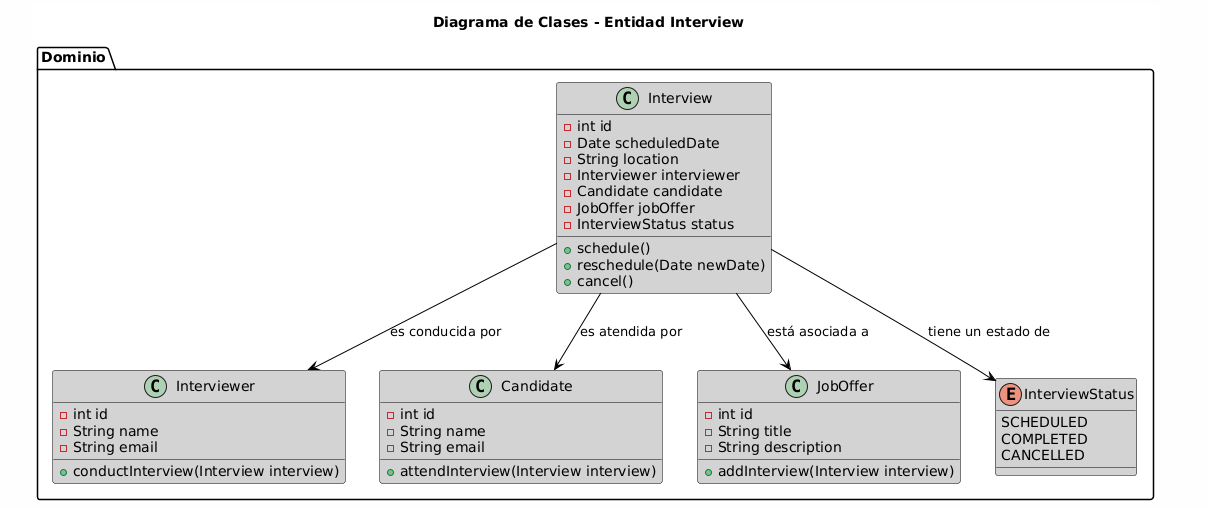 Diagrama de Clases - Entidad Interview
Dominio
C Interview
int id
Date scheduledDate
String location
Interviewer interviewer
Candidate candidate
JobOffer jobOffer
InterviewStatus status
schedule()
reschedule(Date newDate)
cancel()
es conducida por
es atendida por
está asociada a
tiene un estado de
C Interviewer
int id
String name
String email
conductInterview(Interview interview)
C Candidate
int id
String name
String email
attendInterview(Interview interview)
C JobOffer
int id
String title
String description
addInterview(Interview interview)
E InterviewStatus
SCHEDULED
COMPLETED
CANCELLED